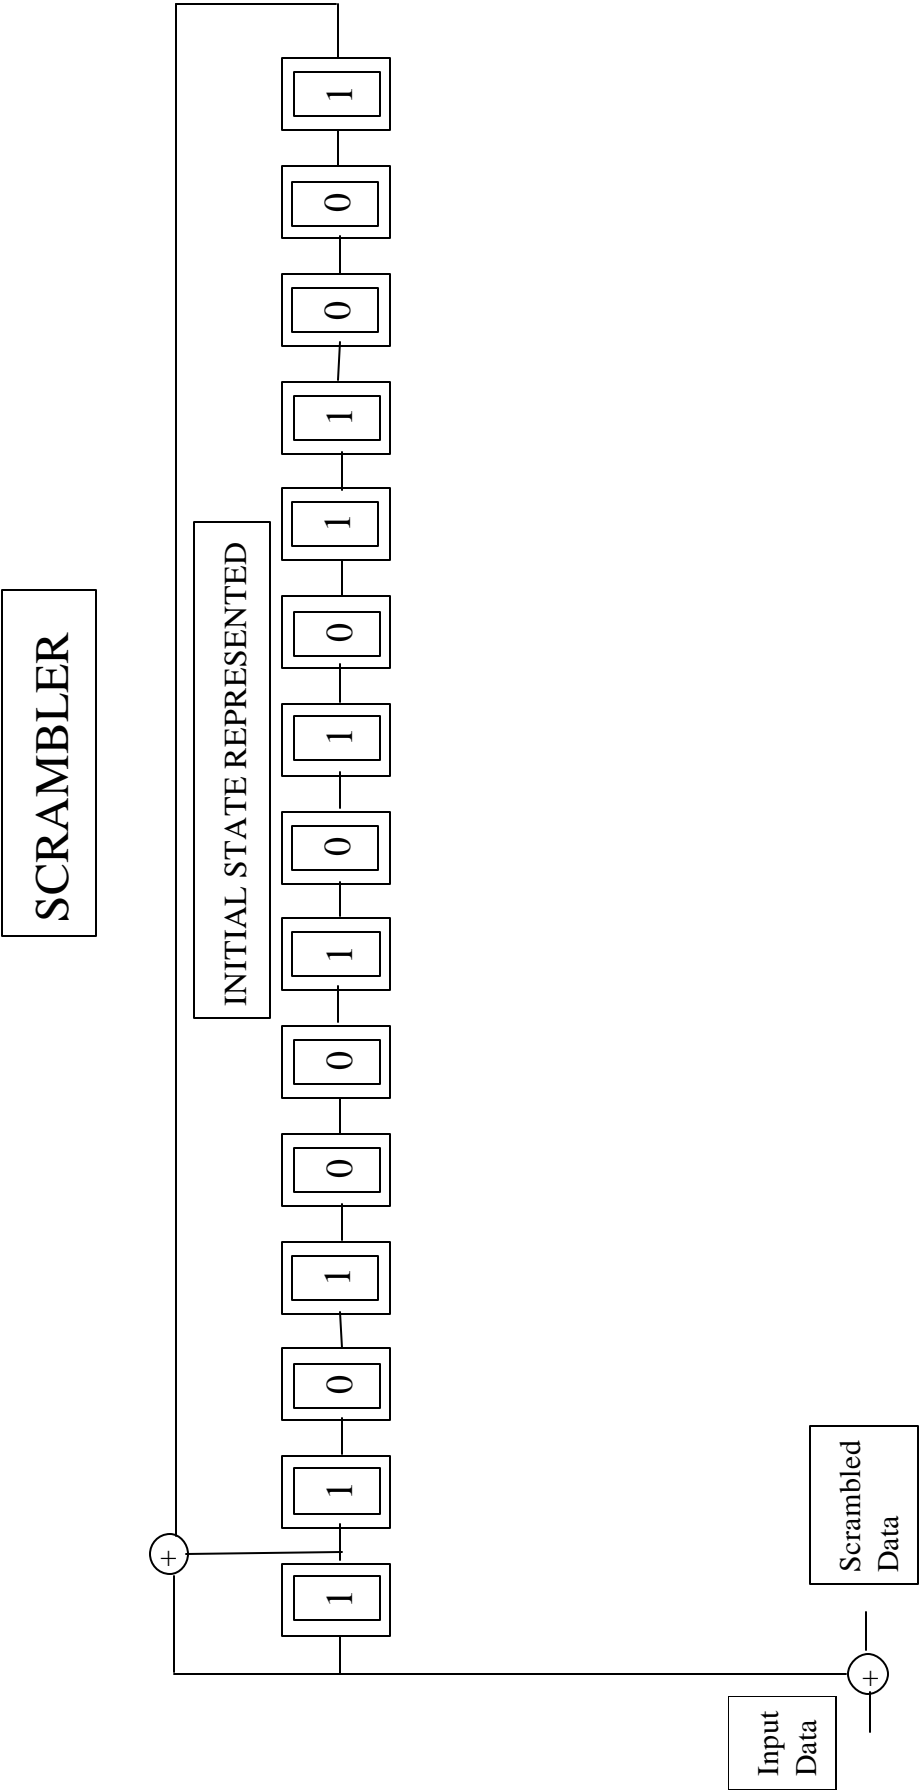 SCRAMBLER
+
INITIAL STATE REPRESENTED
1 1 0 1 0 0 1 0 1 0 1 1 0 0 1
Input
Data
+
Scrambled
Data